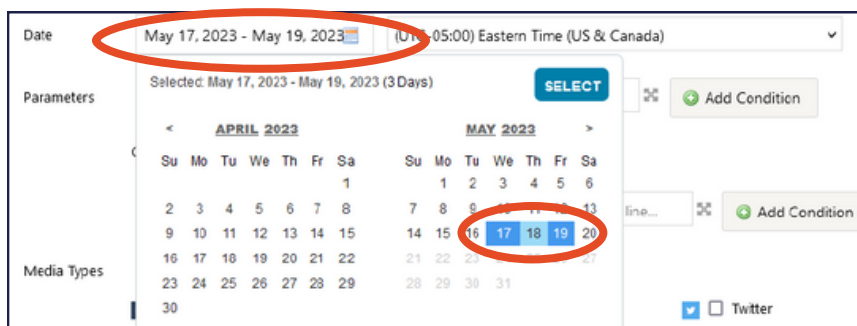 Date May 17, 2023 - May 19, 2023 (UTC-05:00) Eastern Time (US & Canada)
Selected: May 17, 2023 - May 19, 2023 (3 Days) SELECT
Parameters Add Condition
< APRIL 2023 MAY 2023 >
Su Mo Tu We Th Fr Sa Su Mo Tu We Th Fr Sa
1 1 2 3 4 5 6
2 3 4 5 6 7 8 7 8 9 10 11 12 13 line...
Add Condition
9 10 11 12 13 14 15 14 15 16 17 18 19 20
16 17 18 19 20 21 22 21 22 23 27
Media Types
23 24 25 26 27 28 29 28 29 30 31
30 Twitter